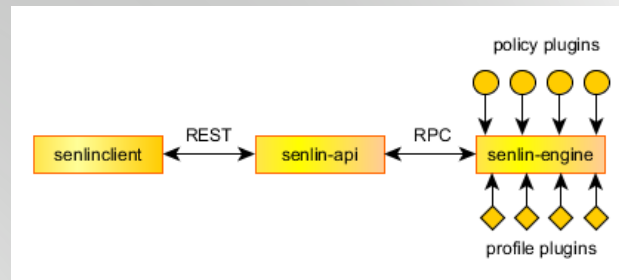 policy plugins
REST
RPC
senlinclient
senlin-api
senlin-engine
profile plugins